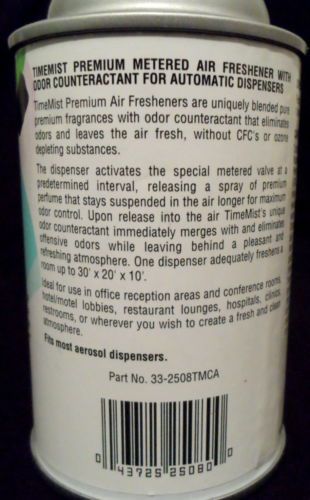 TIMEMIST PREMIUM METERED AIR FRESHENER WITH
ODOR COUNTERACTANT FOR AUTOMATIC DISPENSERS
TimeMist Premium Air Fresheners are uniquely blended pure
premium fragrances with odor counteractant that eliminates
odors and leaves the air fresh, without CFC's or ozone
depleting substances.
The dispenser activates the special metered valve at a
predetermined interval, releasing a spray of premium
perfume that stays suspended in the air longer for maximum
odor control. Upon release into the air TimeMist's unique
odor counteractant immediately merges with and eliminates
offensive odors while leaving behind a pleasant and
refreshing atmosphere. One dispenser adequately freshens a
room up to 30' x 20' x 10'.
Ideal for use in office reception areas and conference rooms,
hotel/motel lobbies, restaurant lounges, hospitals, clinics,
restrooms, or wherever you wish to create a fresh and clean
atmosphere.
Fits most aerosol dispensers.
Part No. 33-2508TMCA
0 43725 25080 0